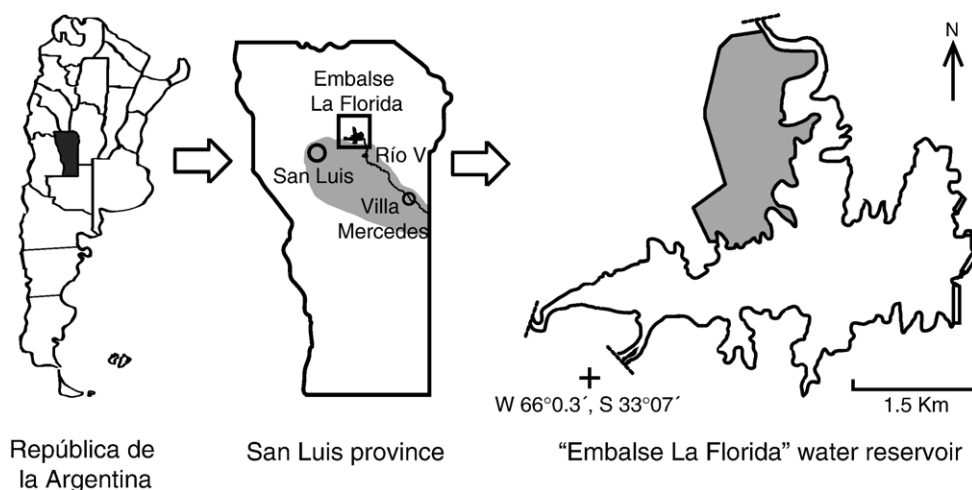 Embalse
La Florida
Río V
San Luis
Villa
Mercedes
N
W 66°0.3´, S 33°07´
1.5 Km
República de
la Argentina
San Luis province
“Embalse La Florida” water reservoir